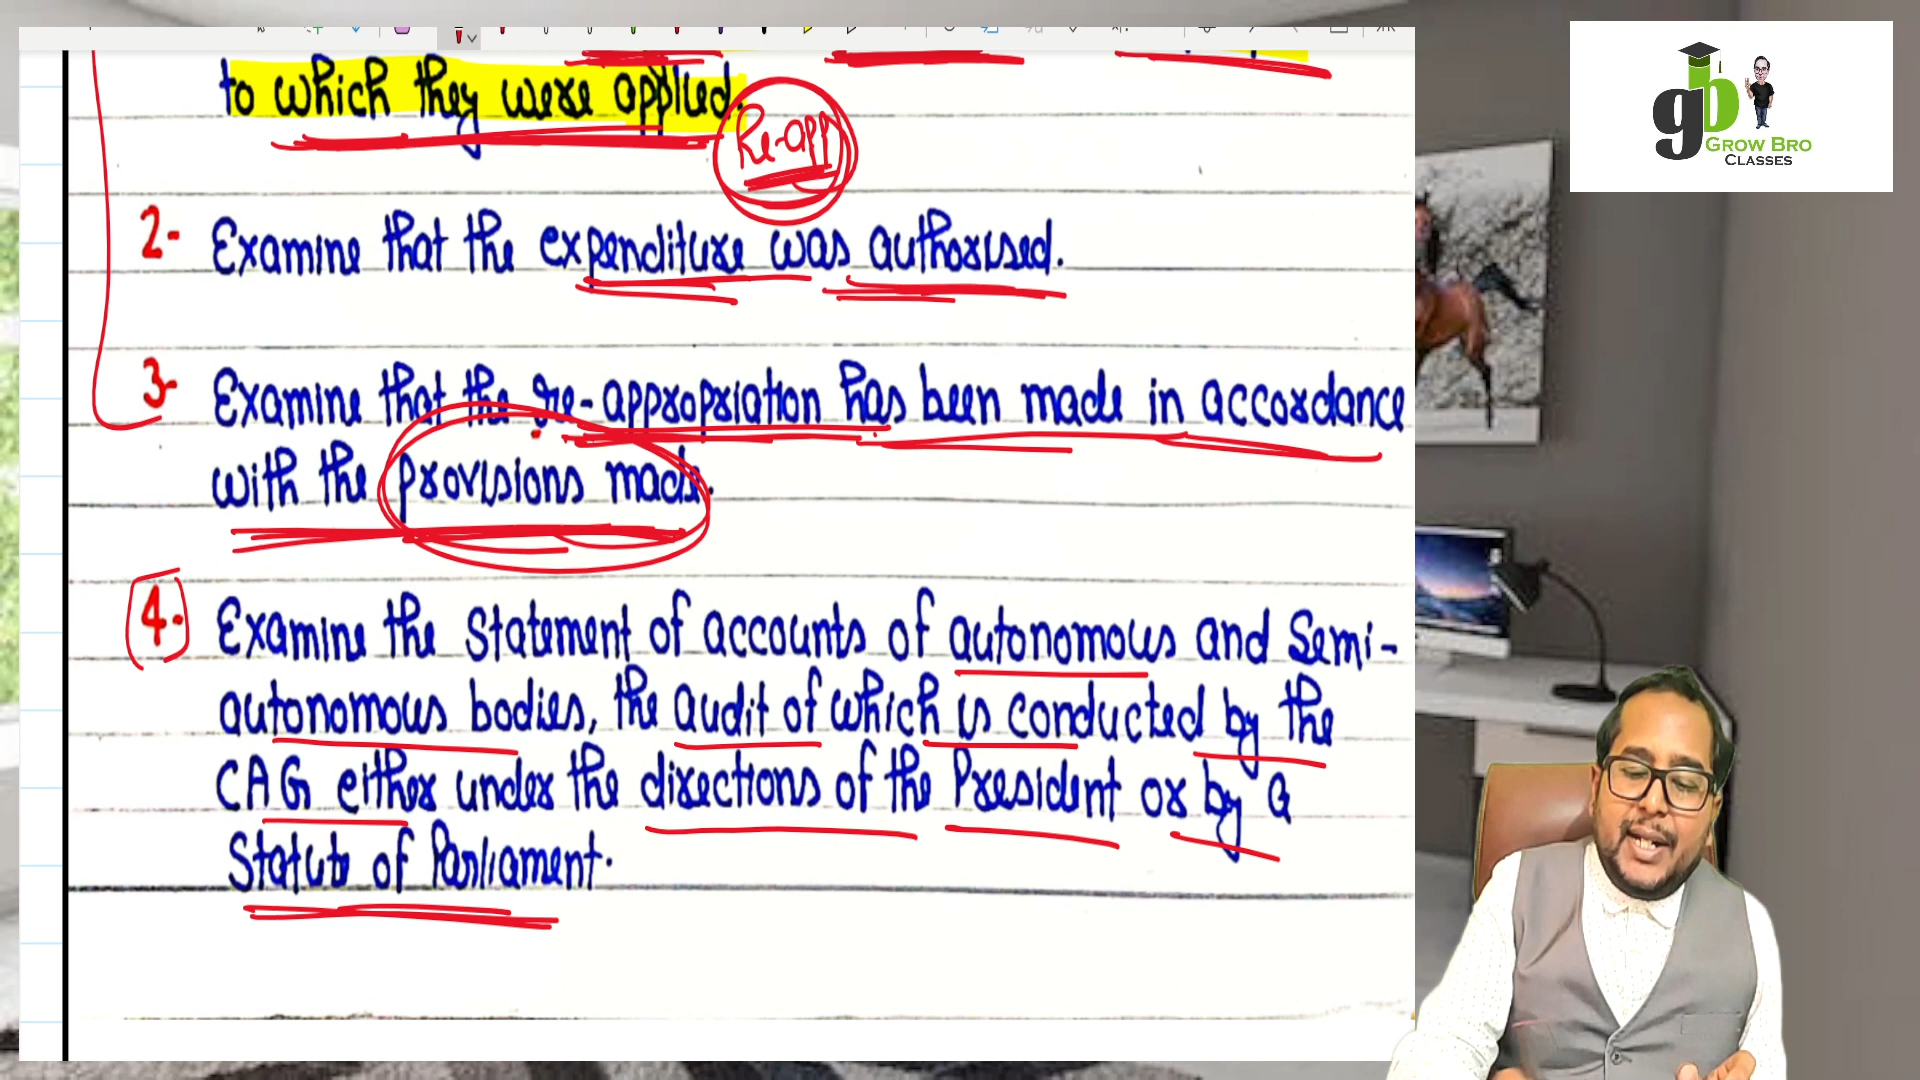 to which they were applied.
Re-app
2- Examine that the expenditure was authorised.
3- Examine that the re-appropriation has been made in accordance
with the provisions made.
4- Examine the Statement of accounts of autonomous and Semi-
autonomous bodies, the audit of which is conducted by the
CAG either under the directions of the President or by a
Statute of Parliament.
gb
GROW BRO
CLASSES